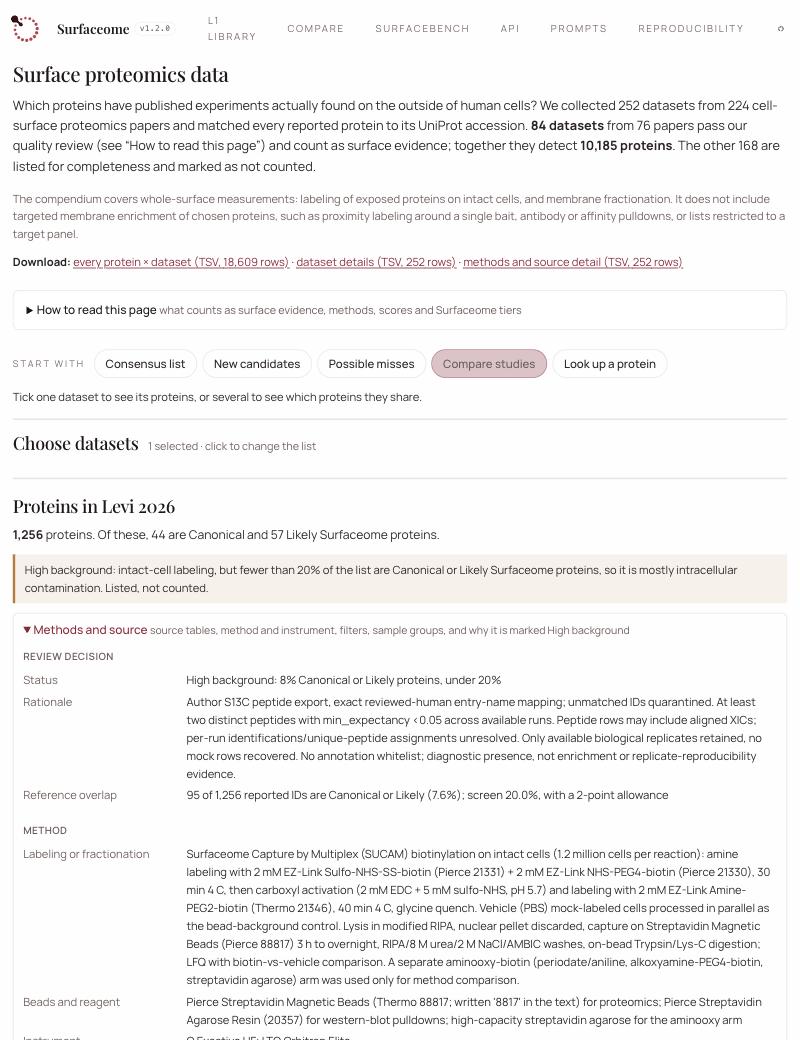 Surfaceome v1.2.0 L1 LIBRARY COMPARE SURFACEBENCH API PROMPTS REPRODUCIBILITY
Surface proteomics data
Which proteins have published experiments actually found on the outside of human cells? We collected 252 datasets from 224 cell-
surface proteomics papers and matched every reported protein to its UniProt accession. 84 datasets from 76 papers pass our
quality review (see “How to read this page”) and count as surface evidence; together they detect 10,185 proteins. The other 168 are
listed for completeness and marked as not counted.
The compendium covers whole-surface measurements: labeling of exposed proteins on intact cells, and membrane fractionation. It does not include
targeted membrane enrichment of chosen proteins, such as proximity labeling around a single bait, antibody or affinity pulldowns, or lists restricted to a
target panel.
Download: every protein × dataset (TSV, 18,609 rows) · dataset details (TSV, 252 rows) · methods and source detail (TSV, 252 rows)
▶ How to read this page what counts as surface evidence, methods, scores and Surfaceome tiers
START WITH Consensus list New candidates Possible misses Compare studies Look up a protein
Tick one dataset to see its proteins, or several to see which proteins they share.
Choose datasets 1 selected · click to change the list
Proteins in Levi 2026
1,256 proteins. Of these, 44 are Canonical and 57 Likely Surfaceome proteins.
High background: intact-cell labeling, but fewer than 20% of the list are Canonical or Likely Surfaceome proteins, so it is mostly intracellular
contamination. Listed, not counted.
▼ Methods and source source tables, method and instrument, filters, sample groups, and why it is marked High background
REVIEW DECISION
Status High background: 8% Canonical or Likely proteins, under 20%
Rationale Author S13C peptide export, exact reviewed-human entry-name mapping; unmatched IDs quarantined. At least
two distinct peptides with min_expectancy <0.05 across available runs. Peptide rows may include aligned XICs;
per-run identifications/unique-peptide assignments unresolved. Only available biological replicates retained, no
mock rows recovered. No annotation whitelist; diagnostic presence, not enrichment or replicate-reproducibility
evidence.
Reference overlap 95 of 1,256 reported IDs are Canonical or Likely (7.6%); screen 20.0%, with a 2-point allowance
METHOD
Labeling or fractionation Surfaceome Capture by Multiplex (SUCAM) biotinylation on intact cells (1.2 million cells per reaction): amine
labeling with 2 mM EZ-Link Sulfo-NHS-SS-biotin (Pierce 21331) + 2 mM EZ-Link NHS-PEG4-biotin (Pierce 21330), 30
min 4 C, then carboxyl activation (2 mM EDC + 5 mM sulfo-NHS, pH 5.7) and labeling with 2 mM EZ-Link Amine-
PEG2-biotin (Thermo 21346), 40 min 4 C, glycine quench. Vehicle (PBS) mock-labeled cells processed in parallel as
the bead-background control. Lysis in modified RIPA, nuclear pellet discarded, capture on Streptavidin Magnetic
Beads (Pierce 88817) 3 h to overnight, RIPA/8 M urea/2 M NaCl/AMBIC washes, on-bead Trypsin/Lys-C digestion;
LFQ with biotin-vs-vehicle comparison. A separate aminooxy-biotin (periodate/aniline, alkoxyamine-PEG4-biotin,
streptavidin agarose) arm was used only for method comparison.
Beads and reagent Pierce Streptavidin Magnetic Beads (Thermo 88817; written '8817' in the text) for proteomics; Pierce Streptavidin
Agarose Resin (20357) for western-blot pulldowns; high-capacity streptavidin agarose for the aminooxy arm